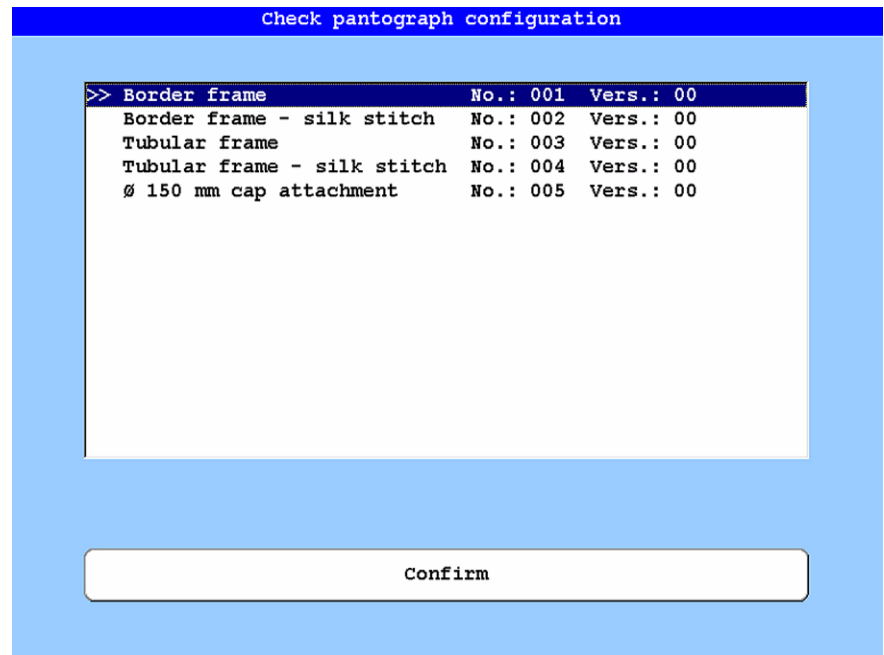 Check pantograph configuration
>> Border frame No.: 001 Vers.: 00
Border frame - silk stitch No.: 002 Vers.: 00
Tubular frame No.: 003 Vers.: 00
Tubular frame - silk stitch No.: 004 Vers.: 00
Ø 150 mm cap attachment No.: 005 Vers.: 00
Confirm